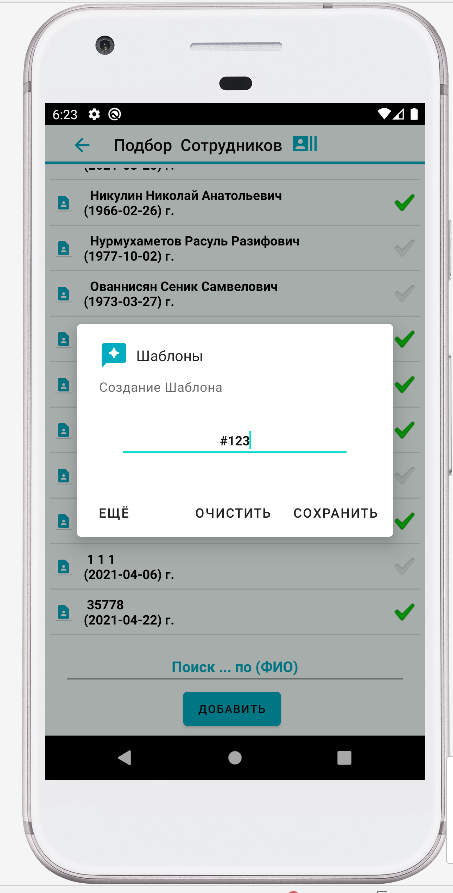 6:23
Подбор Сотрудников
Никулин Николай Анатольевич
(1966-02-26) г.
Нурмухаметов Расуль Разифович
(1977-10-02) г.
Ованнисян Сеник Самвелович
(1973-03-27) г.
Шаблоны
Создание Шаблона
#123
ЕЩЁ ОЧИСТИТЬ СОХРАНИТЬ
1 1 1
(2021-04-06) г.
35778
(2021-04-22) г.
Поиск ... по (ФИО)
ДОБАВИТЬ